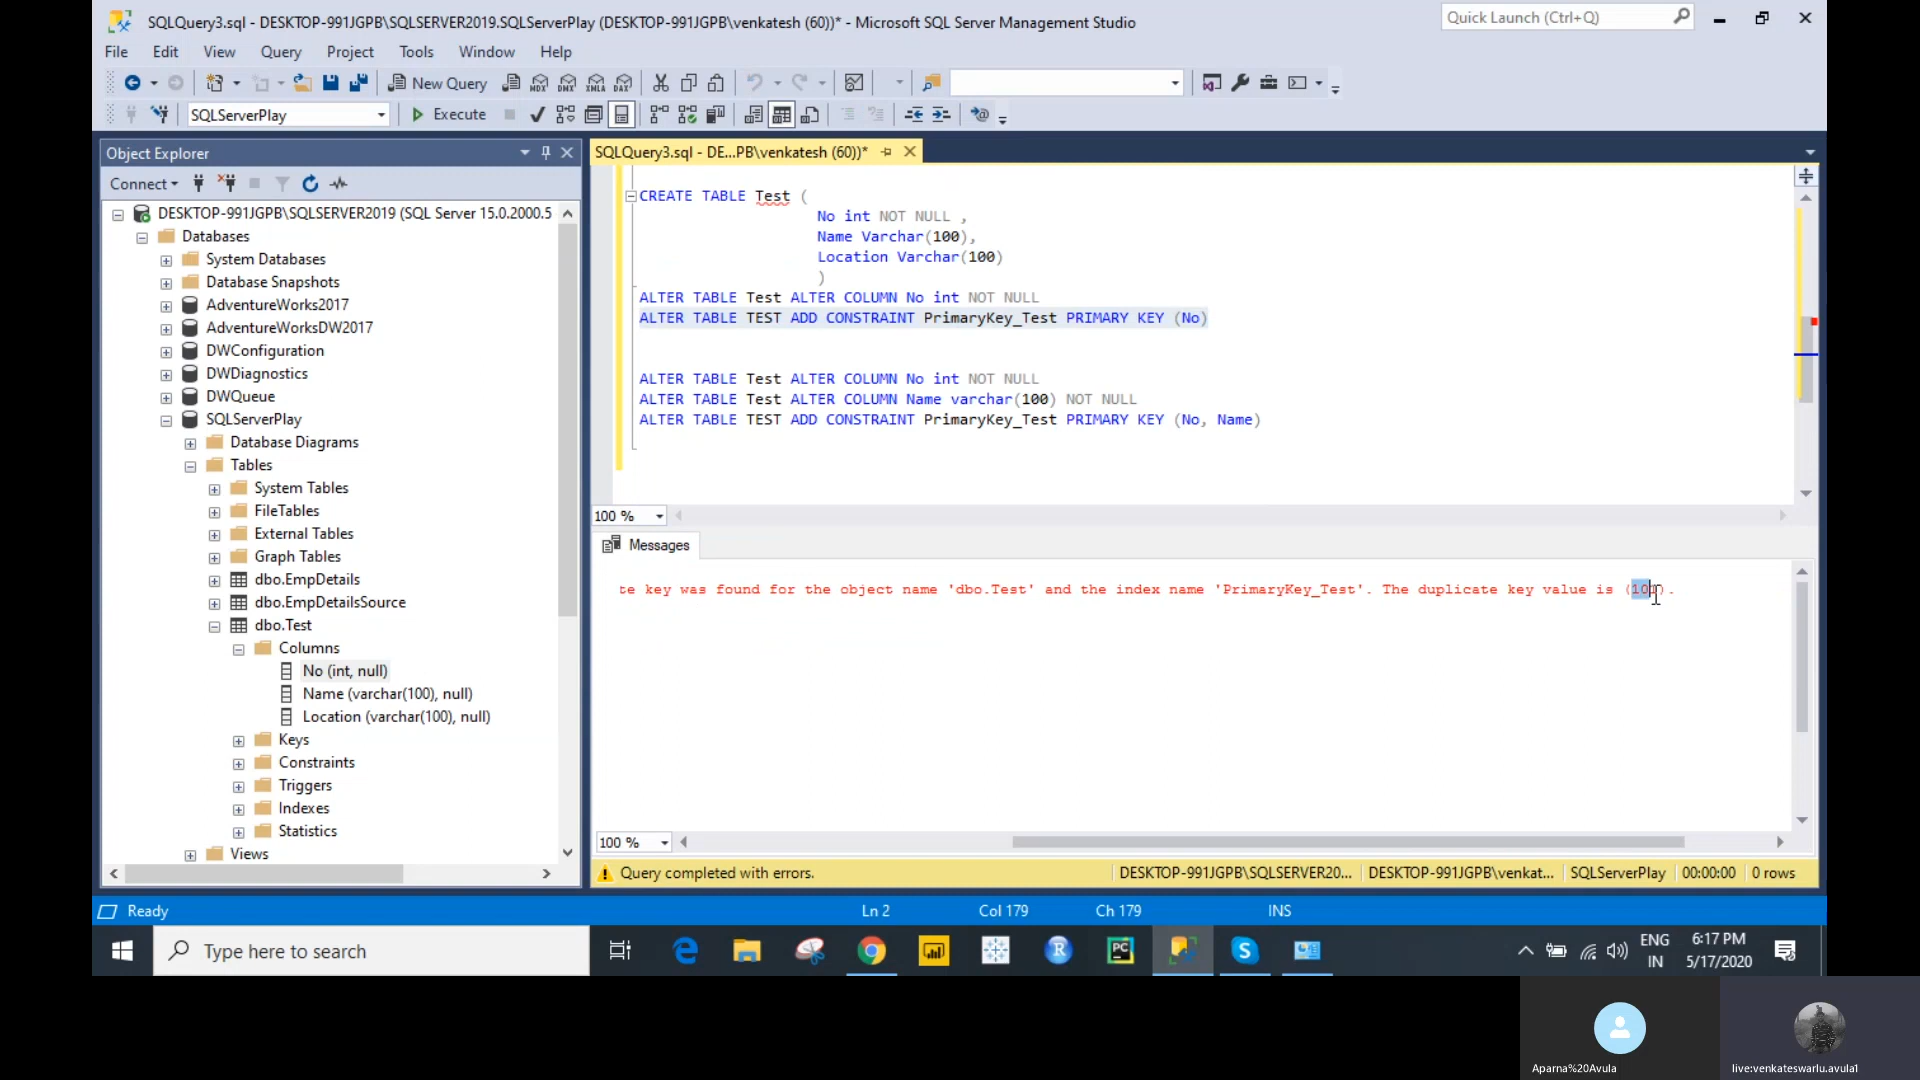 SQLQuery3.sql - DESKTOP-991JGPB\SQLSERVER2019.SQLServerPlay (DESKTOP-991JGPB\venkatesh (60))* - Microsoft SQL Server Management Studio
Quick Launch (Ctrl+Q)
File Edit View Query Project Tools Window Help
New Query MDX DMX XMLA DAX
SQLServerPlay Execute
Object Explorer
SQLQuery3.sql - DE...PB\venkatesh (60))*
Connect
DESKTOP-991JGPB\SQLSERVER2019 (SQL Server 15.0.2000.5
Databases
System Databases
Database Snapshots
AdventureWorks2017
AdventureWorksDW2017
DWConfiguration
DWDiagnostics
DWQueue
SQLServerPlay
Database Diagrams
Tables
System Tables
FileTables
External Tables
Graph Tables
dbo.EmpDetails
dbo.EmpDetailsSource
dbo.Test
Columns
No (int, null)
Name (varchar(100), null)
Location (varchar(100), null)
Keys
Constraints
Triggers
Indexes
Statistics
Views
CREATE TABLE Test (
No int NOT NULL ,
Name Varchar(100),
Location Varchar(100)
)
ALTER TABLE Test ALTER COLUMN No int NOT NULL
ALTER TABLE TEST ADD CONSTRAINT PrimaryKey_Test PRIMARY KEY (No)
ALTER TABLE Test ALTER COLUMN No int NOT NULL
ALTER TABLE Test ALTER COLUMN Name varchar(100) NOT NULL
ALTER TABLE TEST ADD CONSTRAINT PrimaryKey_Test PRIMARY KEY (No, Name)
100 %
Messages
te key was found for the object name 'dbo.Test' and the index name 'PrimaryKey_Test'. The duplicate key value is (101).
100 %
Query completed with errors. DESKTOP-991JGPB\SQLSERVER20... DESKTOP-991JGPB\venkat... SQLServerPlay 00:00:00 0 rows
Ready Ln 2 Col 179 Ch 179 INS
Type here to search
PC
R
S
ENG
IN
6:17 PM
5/17/2020
Aparna%20Avula
live:venkateswarlu.avula1